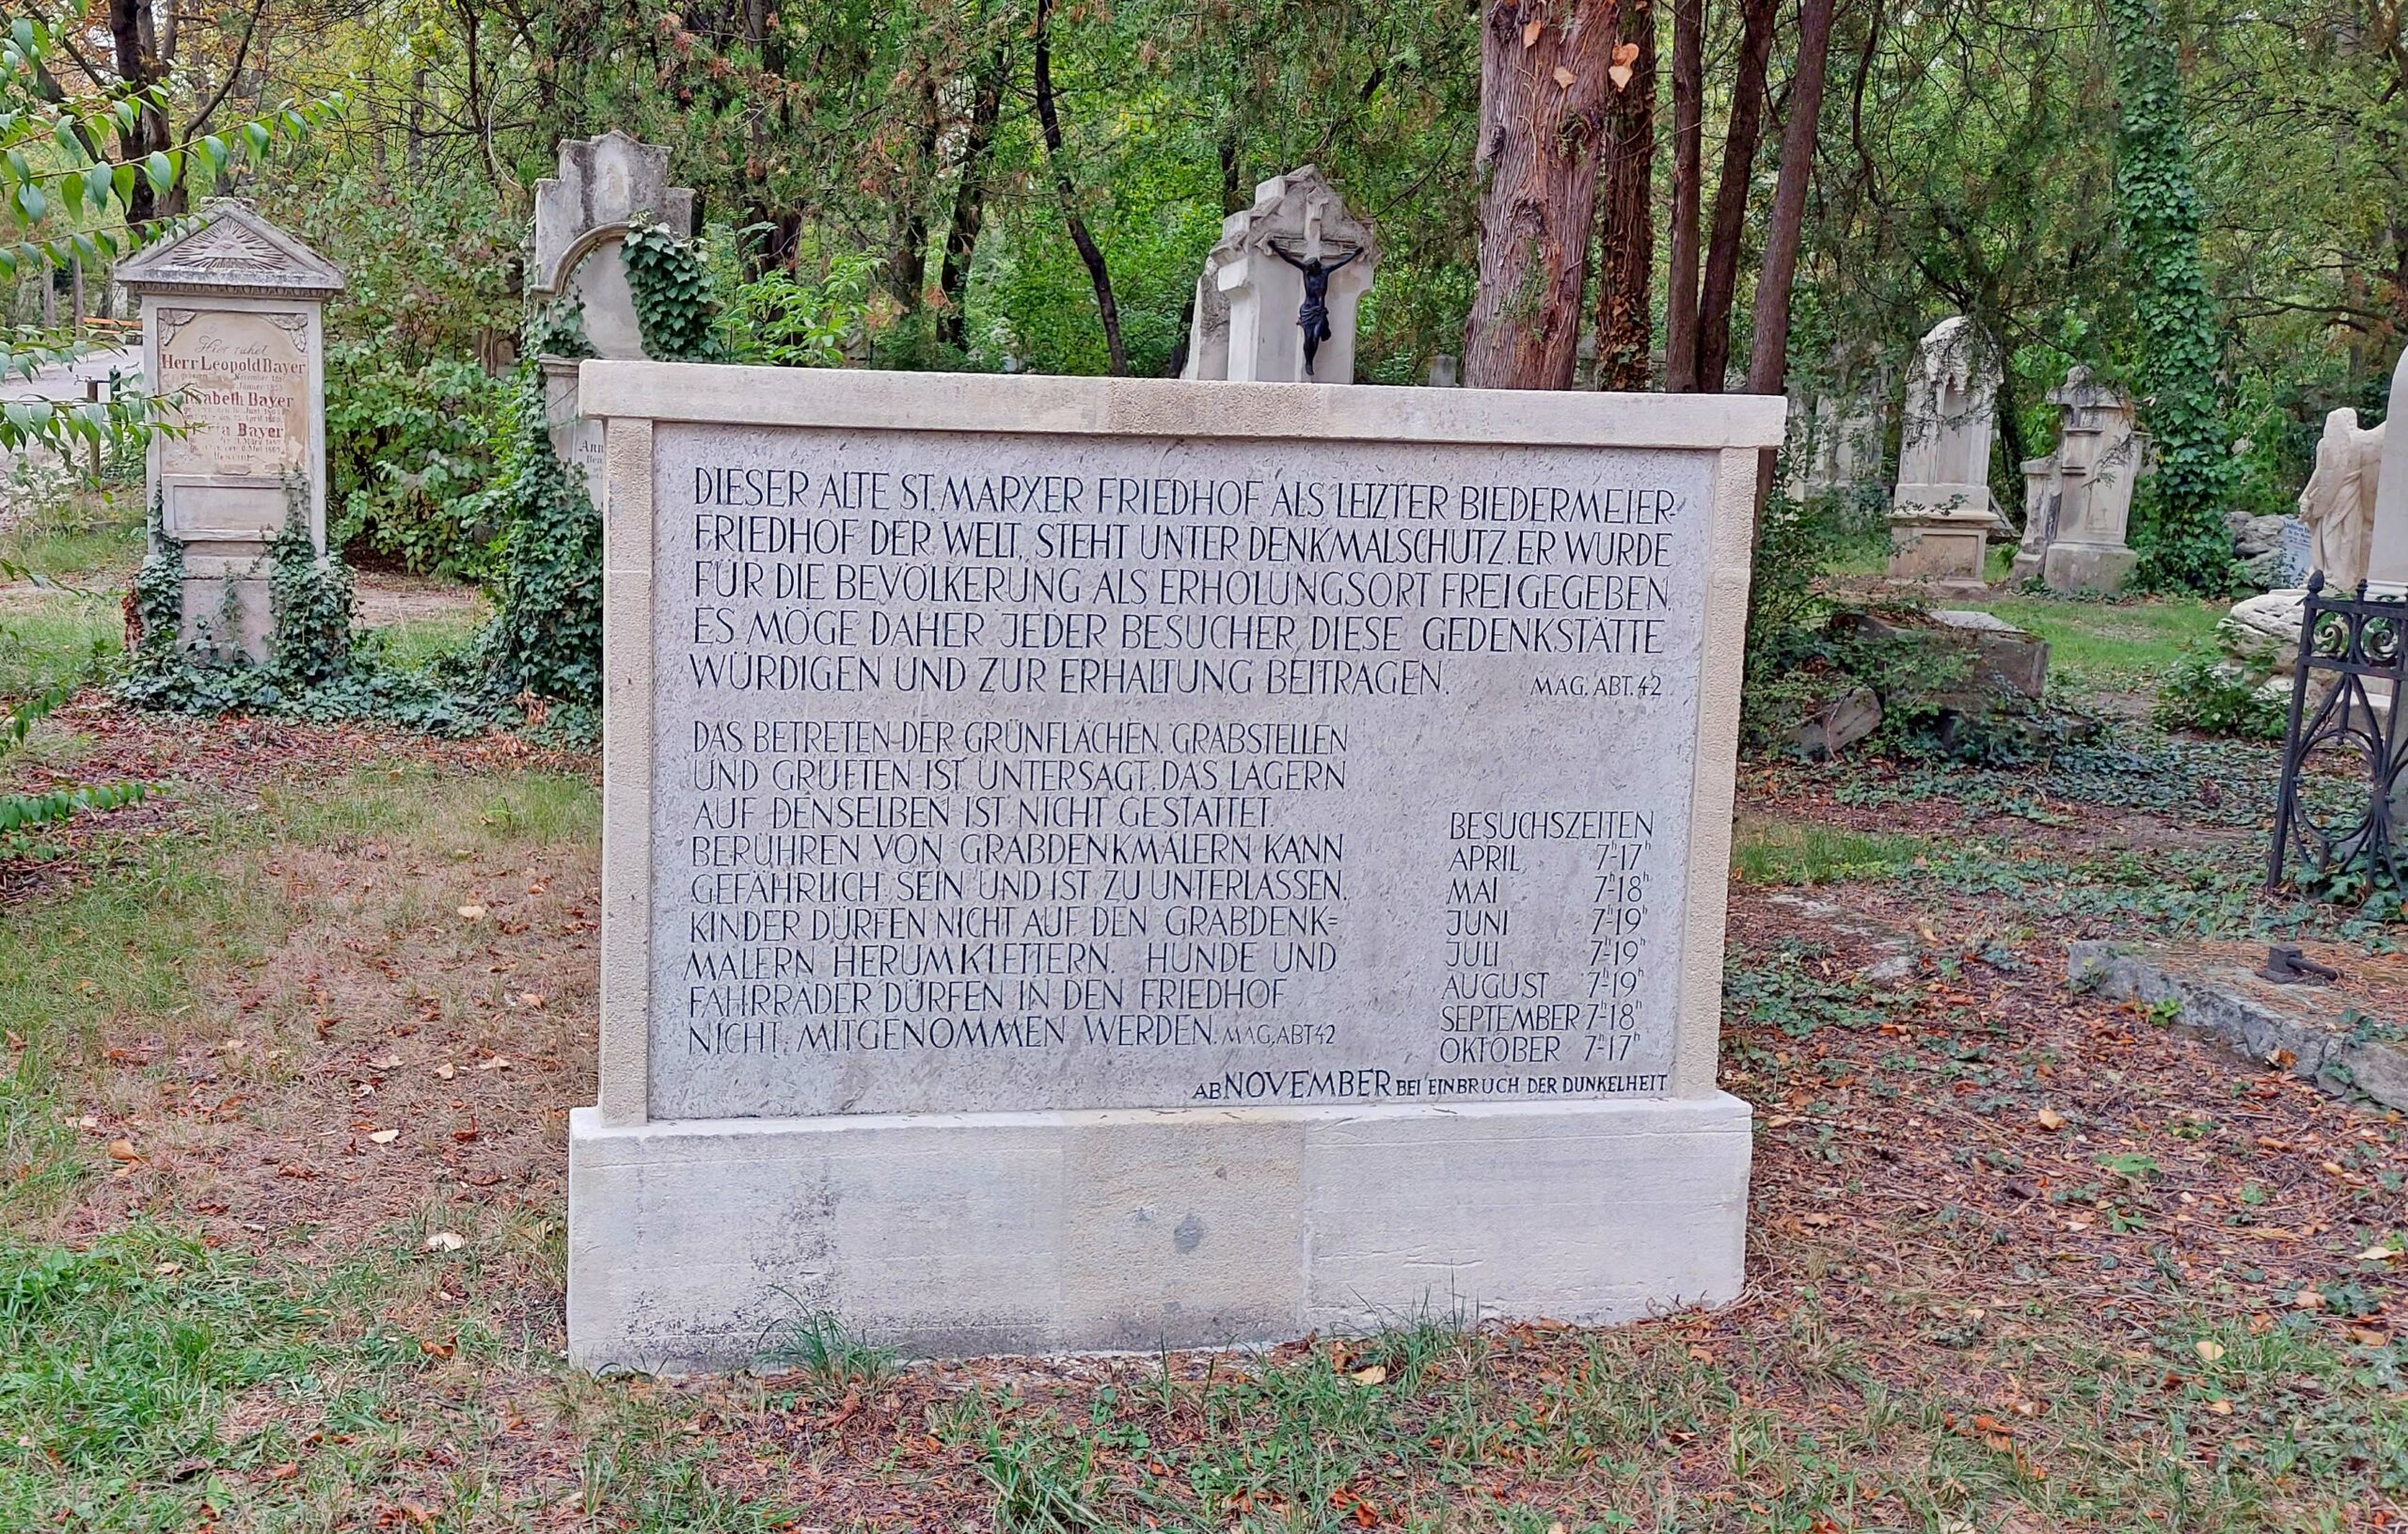 DIESER ALTE ST. MARXER FRIEDHOF ALS LETZTER BIEDERMEIER-
FRIEDHOF DER WELT, STEHT UNTER DENKMALSCHUTZ. ER WURDE
FÜR DIE BEVÖLKERUNG ALS ERHOLUNGSORT FREIGEGEBEN.
ES MÖGE DAHER JEDER BESUCHER DIESE GEDENKSTÄTTE
WÜRDIGEN UND ZUR ERHALTUNG BEITRAGEN. MAG. ABT. 42
DAS BETRETEN DER GRÜNFLÄCHEN, GRABSTELLEN
UND GRUFTEN IST UNTERSAGT. DAS LAGERN
AUF DENSELBEN IST NICHT GESTATTET.
BERÜHREN VON GRABDENKMÄLERN KANN
GEFÄHRLICH SEIN UND IST ZU UNTERLASSEN.
KINDER DÜRFEN NICHT AUF DEN GRABDENK=
MÄLERN HERUMKLETTERN. HUNDE UND
FAHRRÄDER DÜRFEN IN DEN FRIEDHOF
NICHT MITGENOMMEN WERDEN. MAG. ABT 42
BESUCHSZEITEN
APRIL 7h-17h
MAI 7h-18h
JUNI 7h-19h
JULI 7h-19h
AUGUST 7h-19h
SEPTEMBER 7h-18h
OKTOBER 7h-17h
AB NOVEMBER BEI EINBRUCH DER DUNKELHEIT
Hier ruhet
Herr Leopold Bayer
Bayer
Bayer